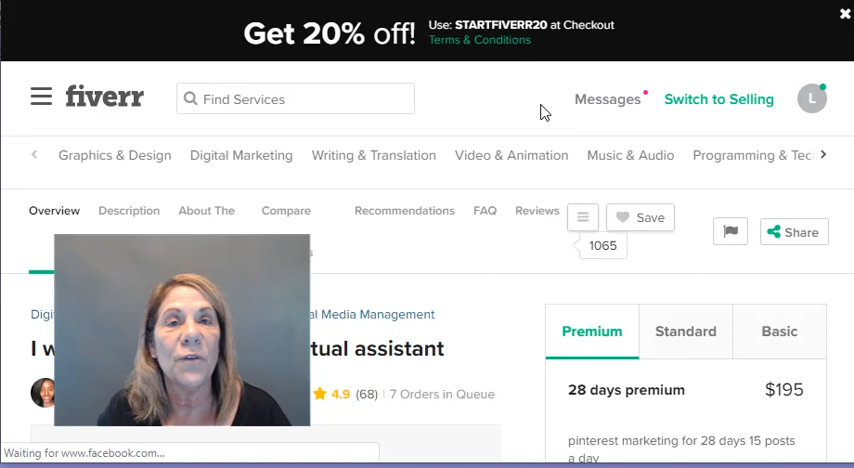 Get 20% off! Use: STARTFIVERR20 at Checkout
Terms & Conditions
fiverr Find Services Messages Switch to Selling L
Graphics & Design Digital Marketing Writing & Translation Video & Animation Music & Audio Programming & Tec
Overview Description About The Compare Recommendations FAQ Reviews Save
Share
1065
Social Media Management
I tual assistant
4.9 (68) 7 Orders in Queue
Premium Standard Basic
28 days premium $195
pinterest marketing for 28 days 15 posts
a day
Waiting for www.facebook.com...